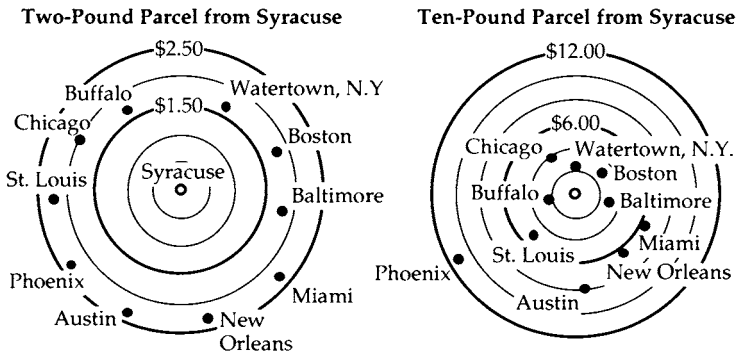 Two-Pound Parcel from Syracuse
$2.50
Buffalo
Watertown, N.Y
$1.50
Chicago
Boston
Syracuse
St. Louis
Baltimore
Phoenix
Miami
Austin
New
Orleans
Ten-Pound Parcel from Syracuse
$12.00
$6.00
Chicago
Watertown, N.Y.
Boston
Buffalo
Baltimore
St. Louis
Miami
Phoenix
New Orleans
Austin